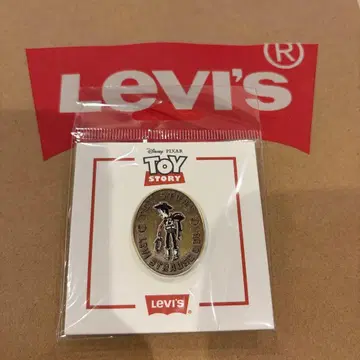 LEVI'S®
Disney · PIXAR
TOY
STORY
LEVI'S®